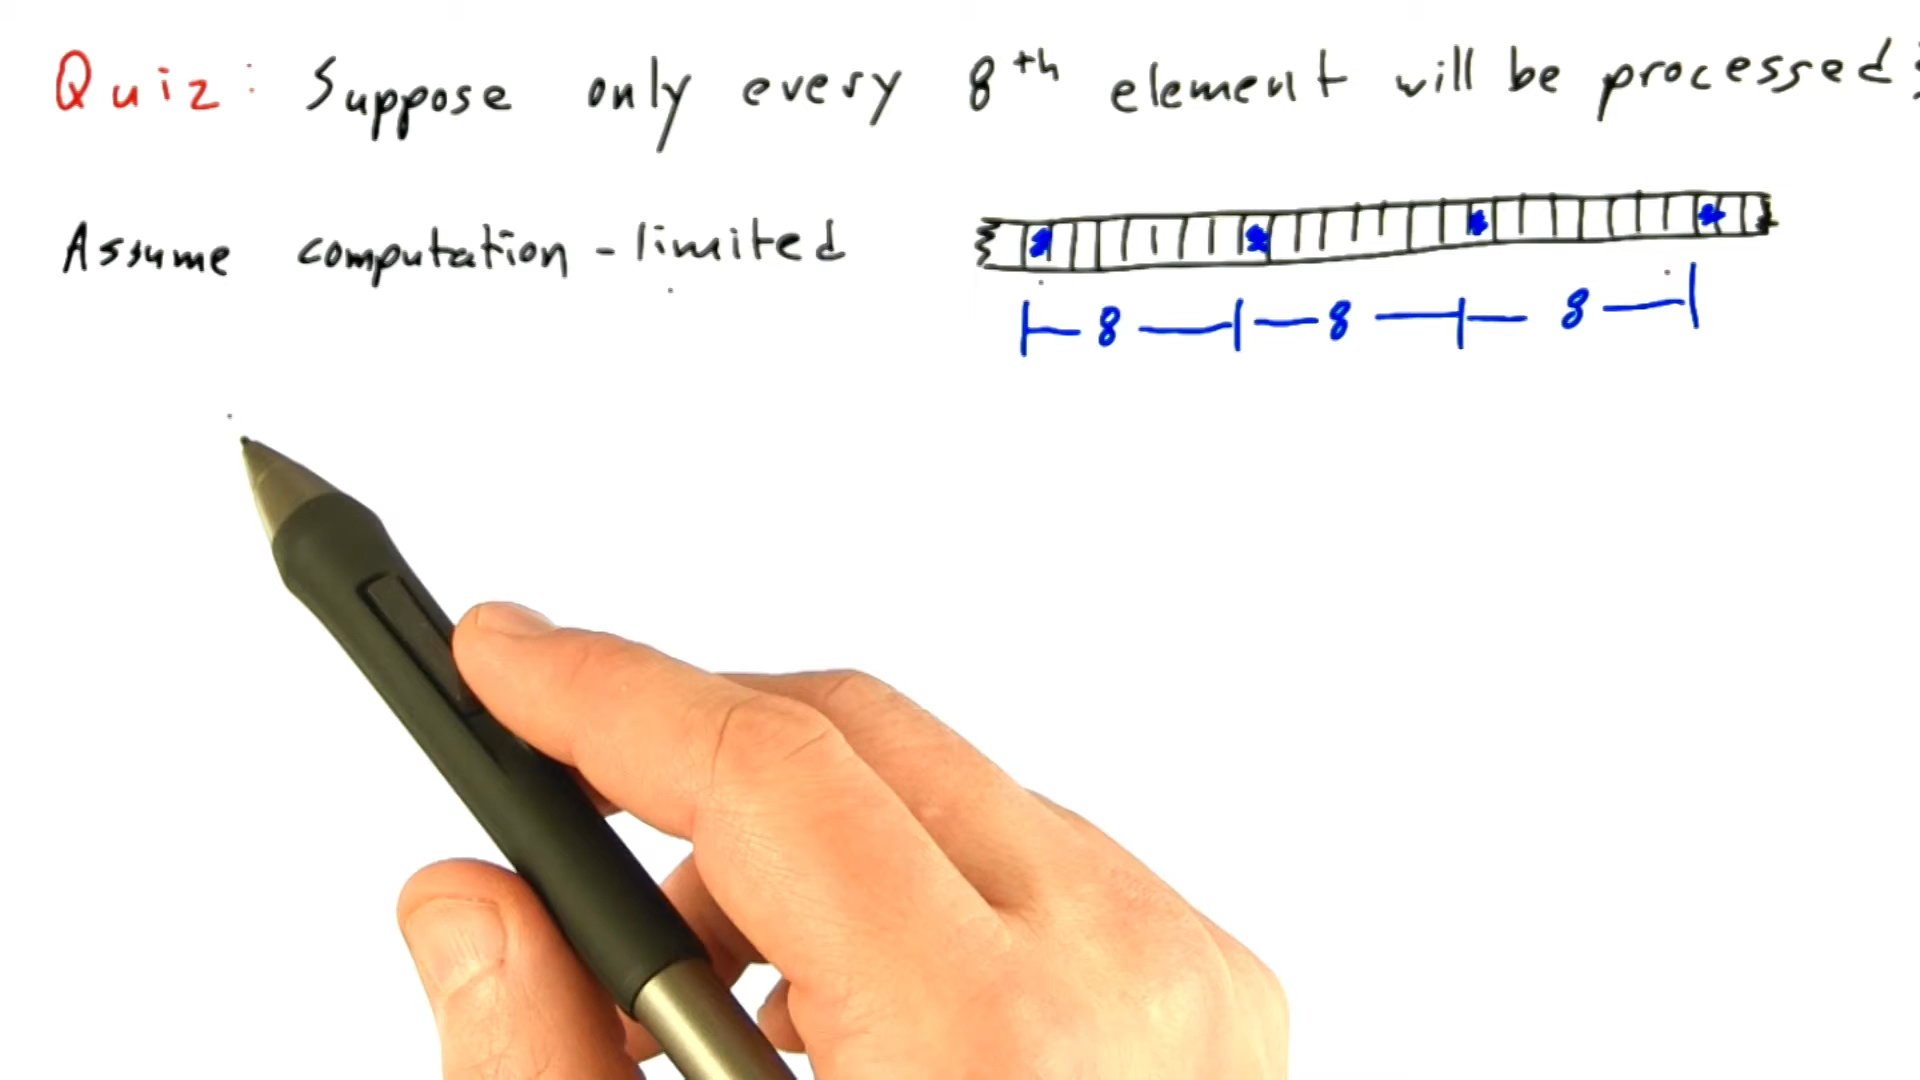 Quiz: Suppose only every 8th element will be processed:
Assume computation-limited
8 8 8